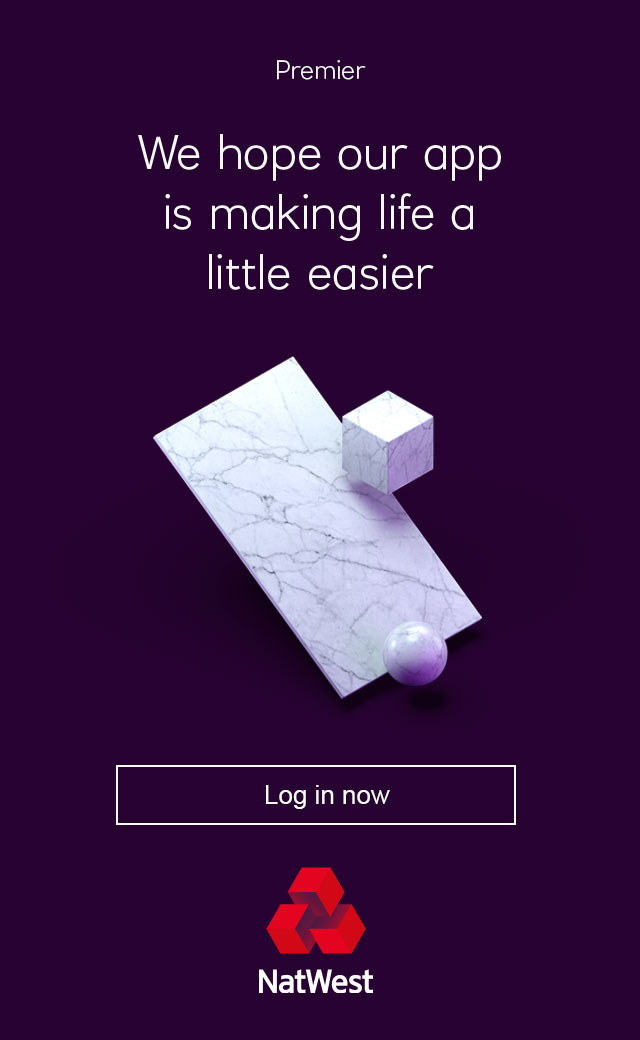 Premier
We hope our app
is making life a
little easier
Log in now
NatWest